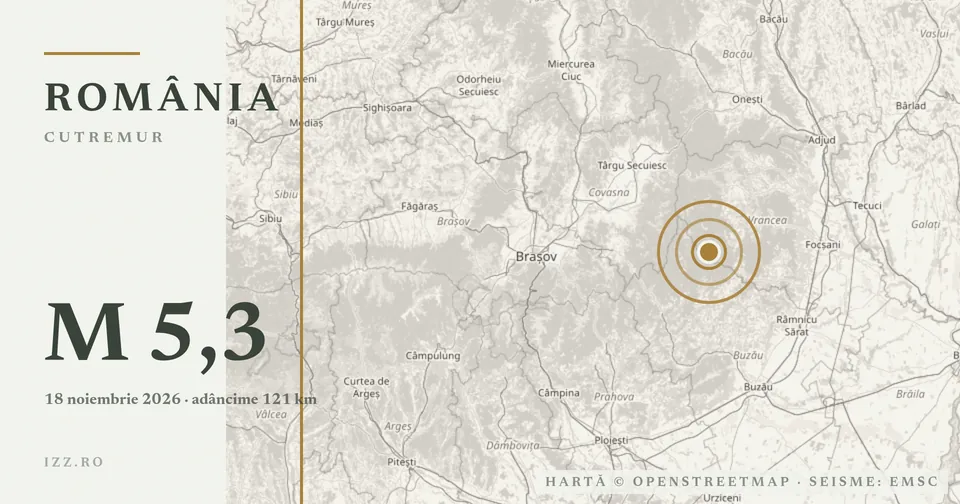 ROMÂNIA
CUTREMUR
M 5,3
18 noiembrie 2026 · adâncime 121 km
IZZ.RO
Mureș
Târgu Mureș
Bacău
Vaslui
Bacău
Miercurea
Ciuc
Târnăveni
Odorheiu
Secuiesc
Onești
Bârlad
Sighișoara
laj
Mediaș
Adjud
Târgu Secuiesc
Sibiu
Covasna
Făgăraș
Tecuci
Sibiu
Brașov
Vrancea
Galați
Focșani
Brașov
Râmnicu
Sărat
Câmpulung
Buzău
B
Curtea de
Argeș
Buzău
Câmpina
Prahova
Brăila
Vâlcea
Argeș
Dâmbovița
Ploiești
Pitești
HARTĂ © OPENSTREETMAP · SEISME: EMSC
Urziceni